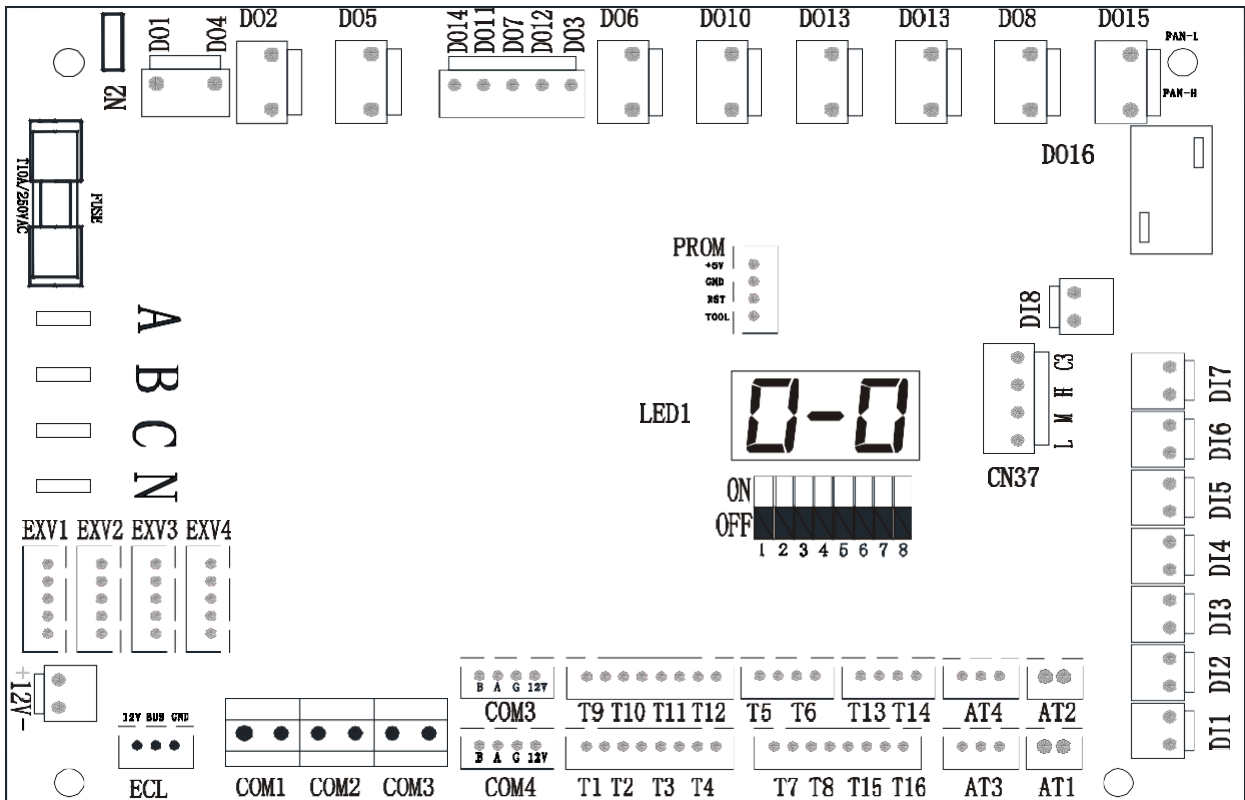 DO1
DO4
DO2
DO5
DO14
DO11
DO7
DO12
DO3
DO6
DO10
DO13
DO13
DO8
DO15
FAN-L
FAN-H
N2
DO16
T10A/250VAC
FUSE
PROM
+5V
GND
RST
TOOL
DI8
A
B
C
N
LED1
0-0
C3
H
M
L
CN37
DI7
DI6
DI5
DI4
DI3
DI2
DI1
ON
OFF
1 2 3 4 5 6 7 8
EXV1 EXV2 EXV3 EXV4
+12V-
12V BUS GND
ECL
COM1 COM2 COM3
B A G 12V
COM3
T9 T10 T11 T12
T5 T6
T13 T14
AT4
AT2
B A G 12V
COM4
T1 T2 T3 T4
T7 T8 T15 T16
AT3
AT1